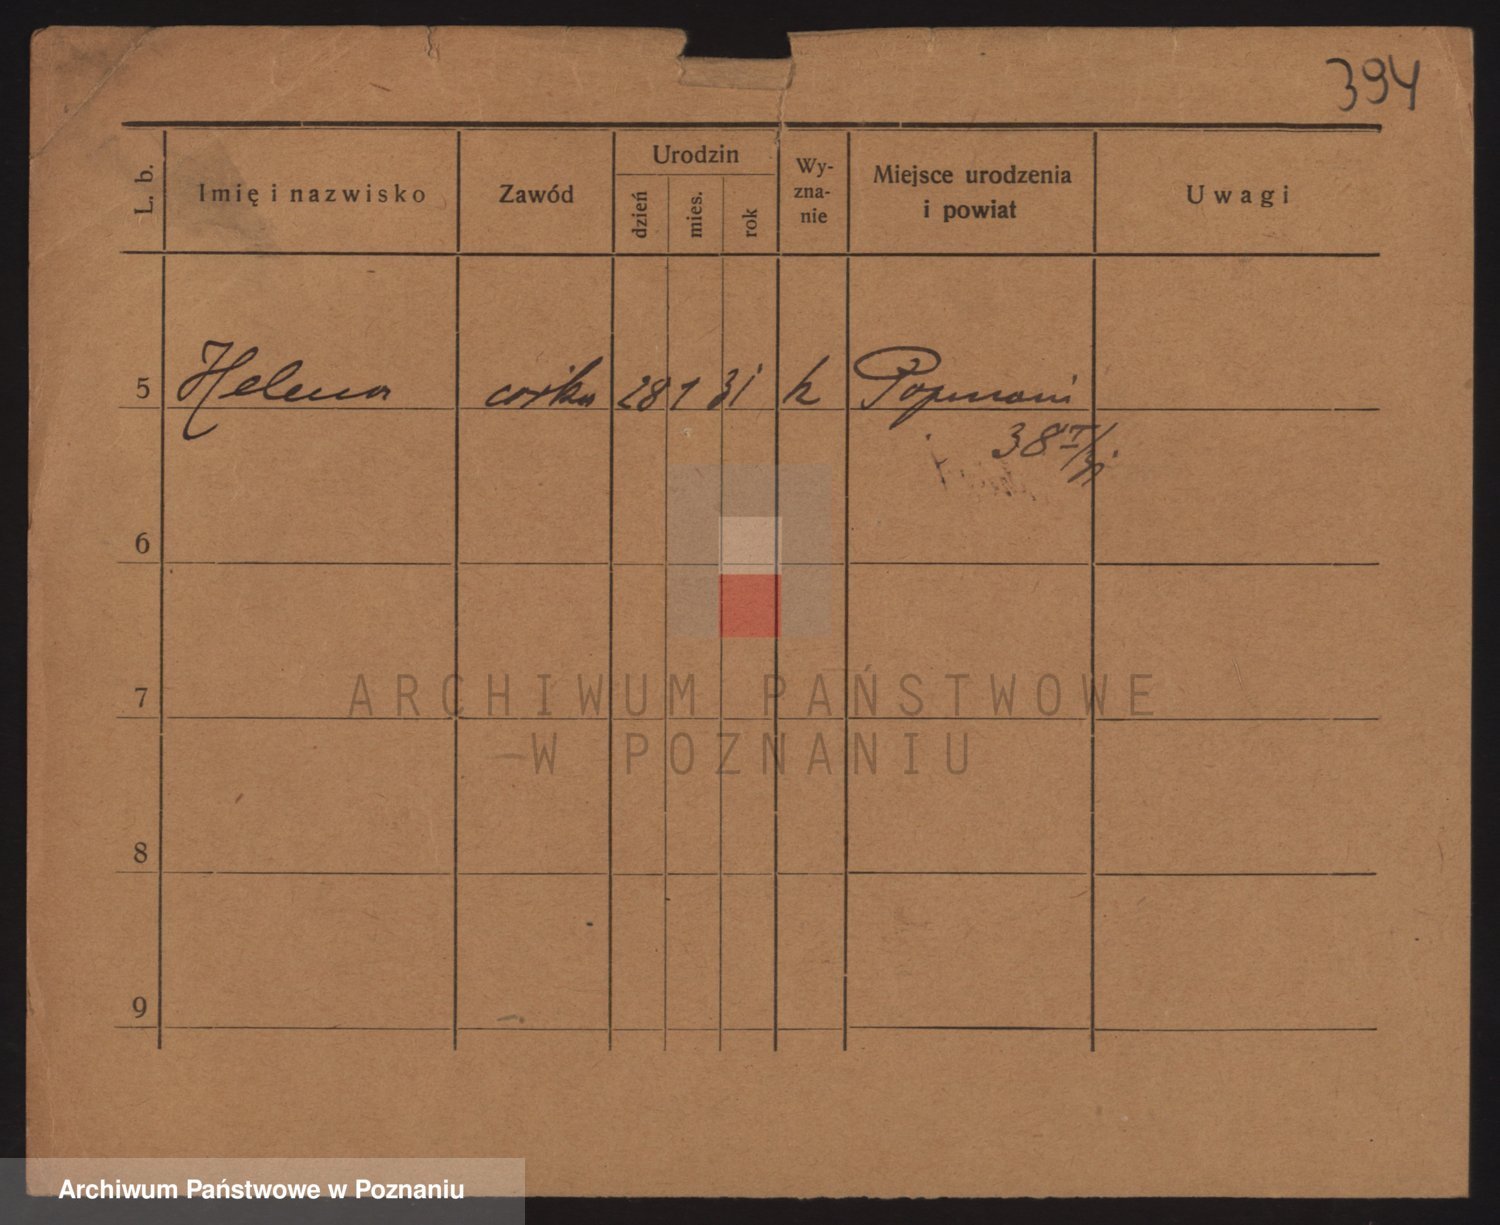 394
L. b.
Imię i nazwisko
Zawód
Urodzin
dzień
mies.
rok
Wy-
zna-
nie
Miejsce urodzenia
i powiat
Uwagi
5 Helena córka 28 1 31 k Poznań
38
6
7
8
9
ARCHIWUM PAŃSTWOWE
W POZNANIU
Archiwum Państwowe w Poznaniu